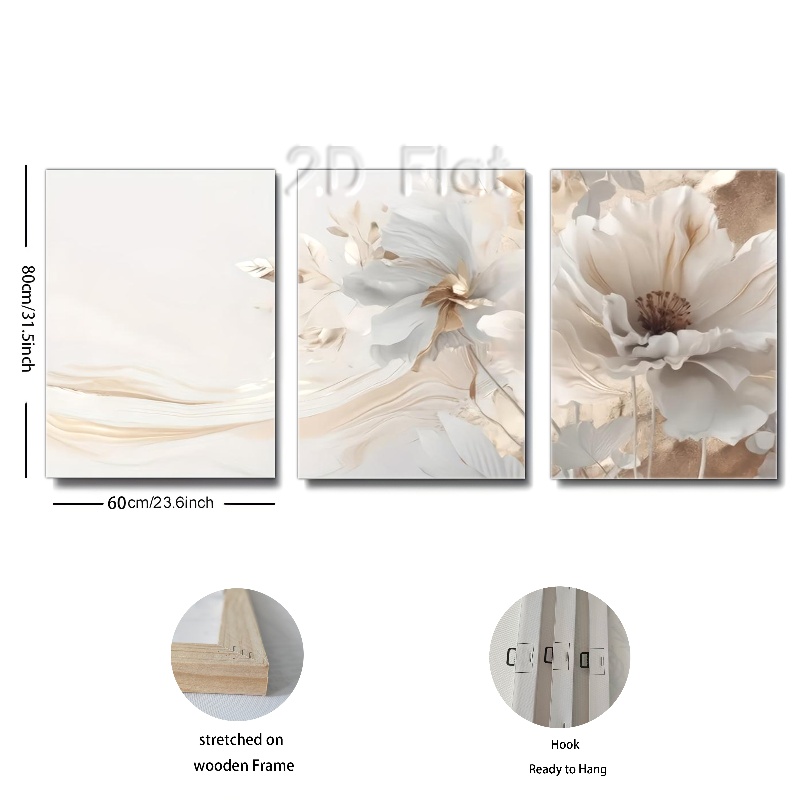 2D Flat
80cm/31.5inch
60cm/23.6inch
stretched on
wooden Frame
Hook
Ready to Hang